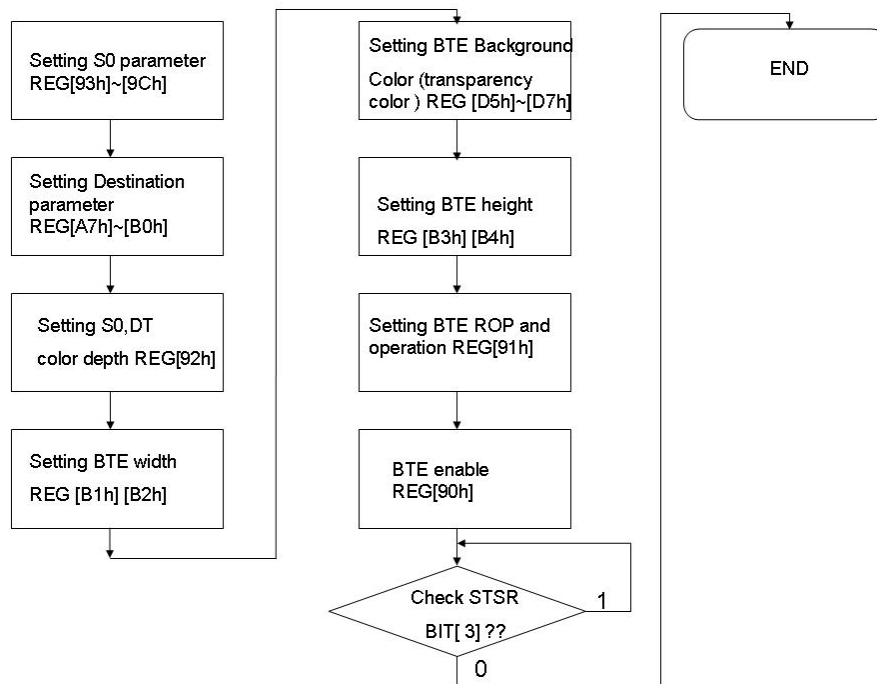 Setting S0 parameter
REG[93h]~[9Ch]
Setting Destination
parameter
REG[A7h]~[B0h]
Setting S0,DT
color depth REG[92h]
Setting BTE width
REG [B1h] [B2h]
Setting BTE Background
Color (transparency
color ) REG [D5h]~[D7h]
Setting BTE height
REG [B3h] [B4h]
Setting BTE ROP and
operation REG[91h]
BTE enable
REG[90h]
Check STSR
BIT[ 3] ??
1
0
END